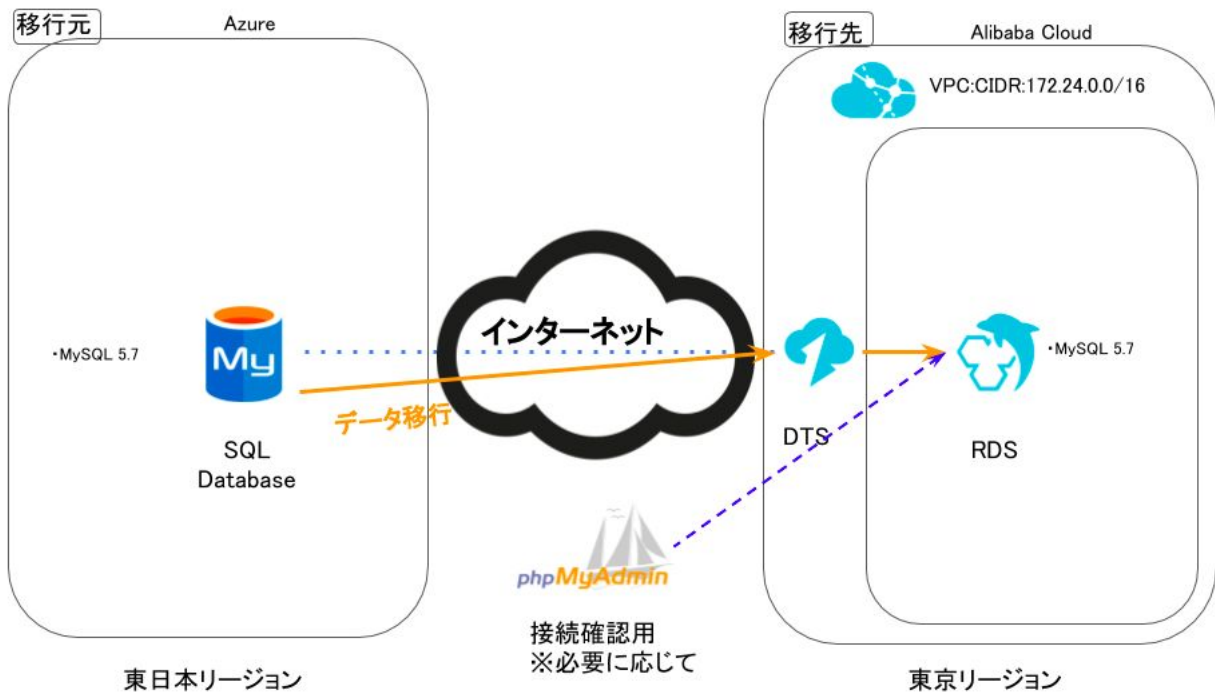 移行元
Azure
移行先
Alibaba Cloud
VPC:CIDR:172.24.0.0/16
インターネット
・MySQL 5.7
My
・MySQL 5.7
データ移行
SQL
Database
DTS
RDS
phpMyAdmin
接続確認用
※必要に応じて
東日本リージョン
東京リージョン